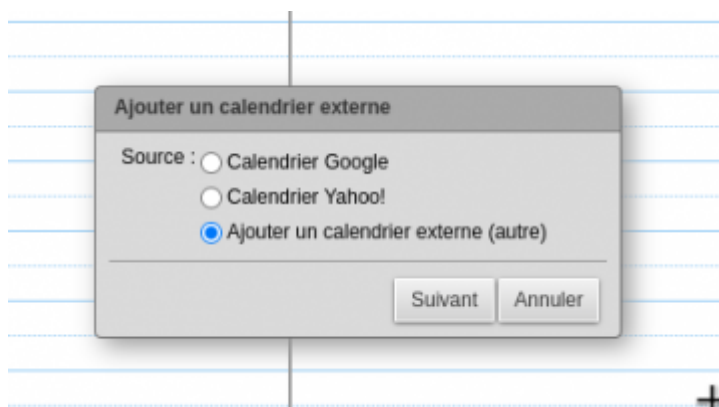 Ajouter un calendrier externe
Source : Calendrier Google
Calendrier Yahoo!
Ajouter un calendrier externe (autre)
Suivant Annuler